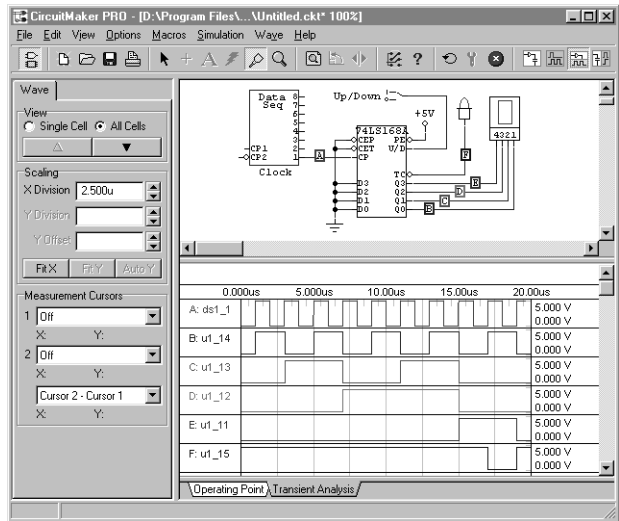 CircuitMaker PRO - [D:\Program Files\...\Untitled.ckt* 100%]
File Edit View Options Macros Simulation Wave Help
A ?
Wave
View
Single Cell All Cells
Scaling
X Division 2.500u
Y Division
Y Offset
Fit X Fit Y Auto Y
Measurement Cursors
1 Off
X: Y:
2 Off
X: Y:
Cursor 2 - Cursor 1
X: Y:
Data 8
Seq 7
6
5
4
3
CP1 2
CP2 1
Clock
A
Up/Down
+5V
74LS168A
CEP PE
CET U/D
CP
TC
D3 Q3
D2 Q2
D1 Q1
D0 Q0
4321
F
E
D
C
B
0.000us 5.000us 10.00us 15.00us 20.00us
A: ds1_1 5.000 V
0.000 V
B: u1_14 5.000 V
0.000 V
C: u1_13 5.000 V
0.000 V
D: u1_12 5.000 V
0.000 V
E: u1_11 5.000 V
0.000 V
F: u1_15 5.000 V
0.000 V
Operating Point Transient Analysis